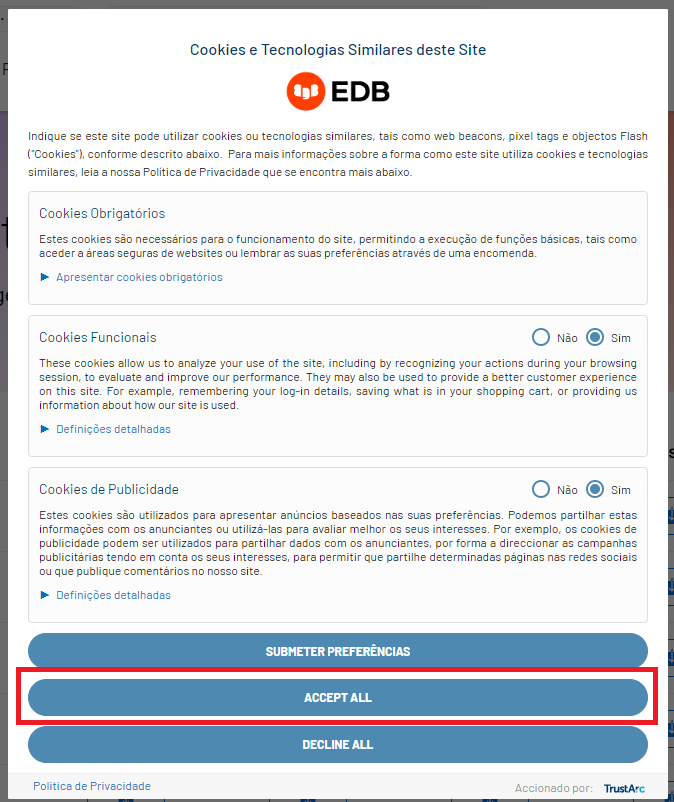 Cookies e Tecnologias Similares deste Site
EDB
Indique se este site pode utilizar cookies ou tecnologias similares, tais como web beacons, pixel tags e objectos Flash
("Cookies"), conforme descrito abaixo. Para mais informações sobre a forma como este site utiliza cookies e tecnologias
similares, leia a nossa Política de Privacidade que se encontra mais abaixo.
Cookies Obrigatórios
Estes cookies são necessários para o funcionamento do site, permitindo a execução de funções básicas, tais como
aceder a áreas seguras de websites ou lembrar as suas preferências através de uma encomenda.
Apresentar cookies obrigatórios
Cookies Funcionais
Não Sim
These cookies allow us to analyze your use of the site, including by recognizing your actions during your browsing
session, to evaluate and improve our performance. They may also be used to provide a better customer experience
on this site. For example, remembering your log-in details, saving what is in your shopping cart, or providing us
information about how our site is used.
Definições detalhadas
Cookies de Publicidade
Não Sim
Estes cookies são utilizados para apresentar anúncios baseados nas suas preferências. Podemos partilhar estas
informações com os anunciantes ou utilizá-las para avaliar melhor os seus interesses. Por exemplo, os cookies de
publicidade podem ser utilizados para partilhar dados com os anunciantes, por forma a direccionar as campanhas
publicitárias tendo em conta os seus interesses, para permitir que partilhe determinadas páginas nas redes sociais
ou que publique comentários no nosso site.
Definições detalhadas
SUBMETER PREFERÊNCIAS
ACCEPT ALL
DECLINE ALL
Política de Privacidade
Accionado por: TrustArc